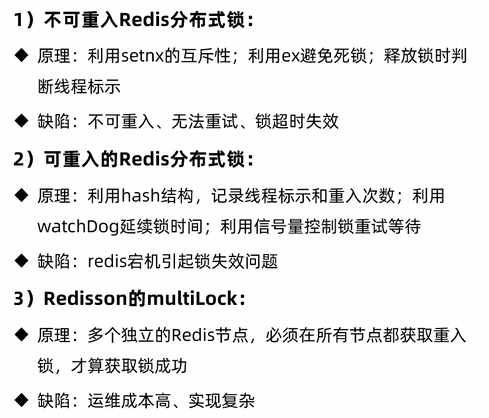 1）不可重入Redis分布式锁：
◆ 原理：利用setnx的互斥性；利用ex避免死锁；释放锁时判
断线程标示
◆ 缺陷：不可重入、无法重试、锁超时失效
2）可重入的Redis分布式锁：
◆ 原理：利用hash结构，记录线程标示和重入次数；利用
watchDog延续锁时间；利用信号量控制锁重试等待
◆ 缺陷：redis宕机引起锁失效问题
3）Redisson的multiLock：
◆ 原理：多个独立的Redis节点，必须在所有节点都获取重入
锁，才算获取锁成功
◆ 缺陷：运维成本高、实现复杂